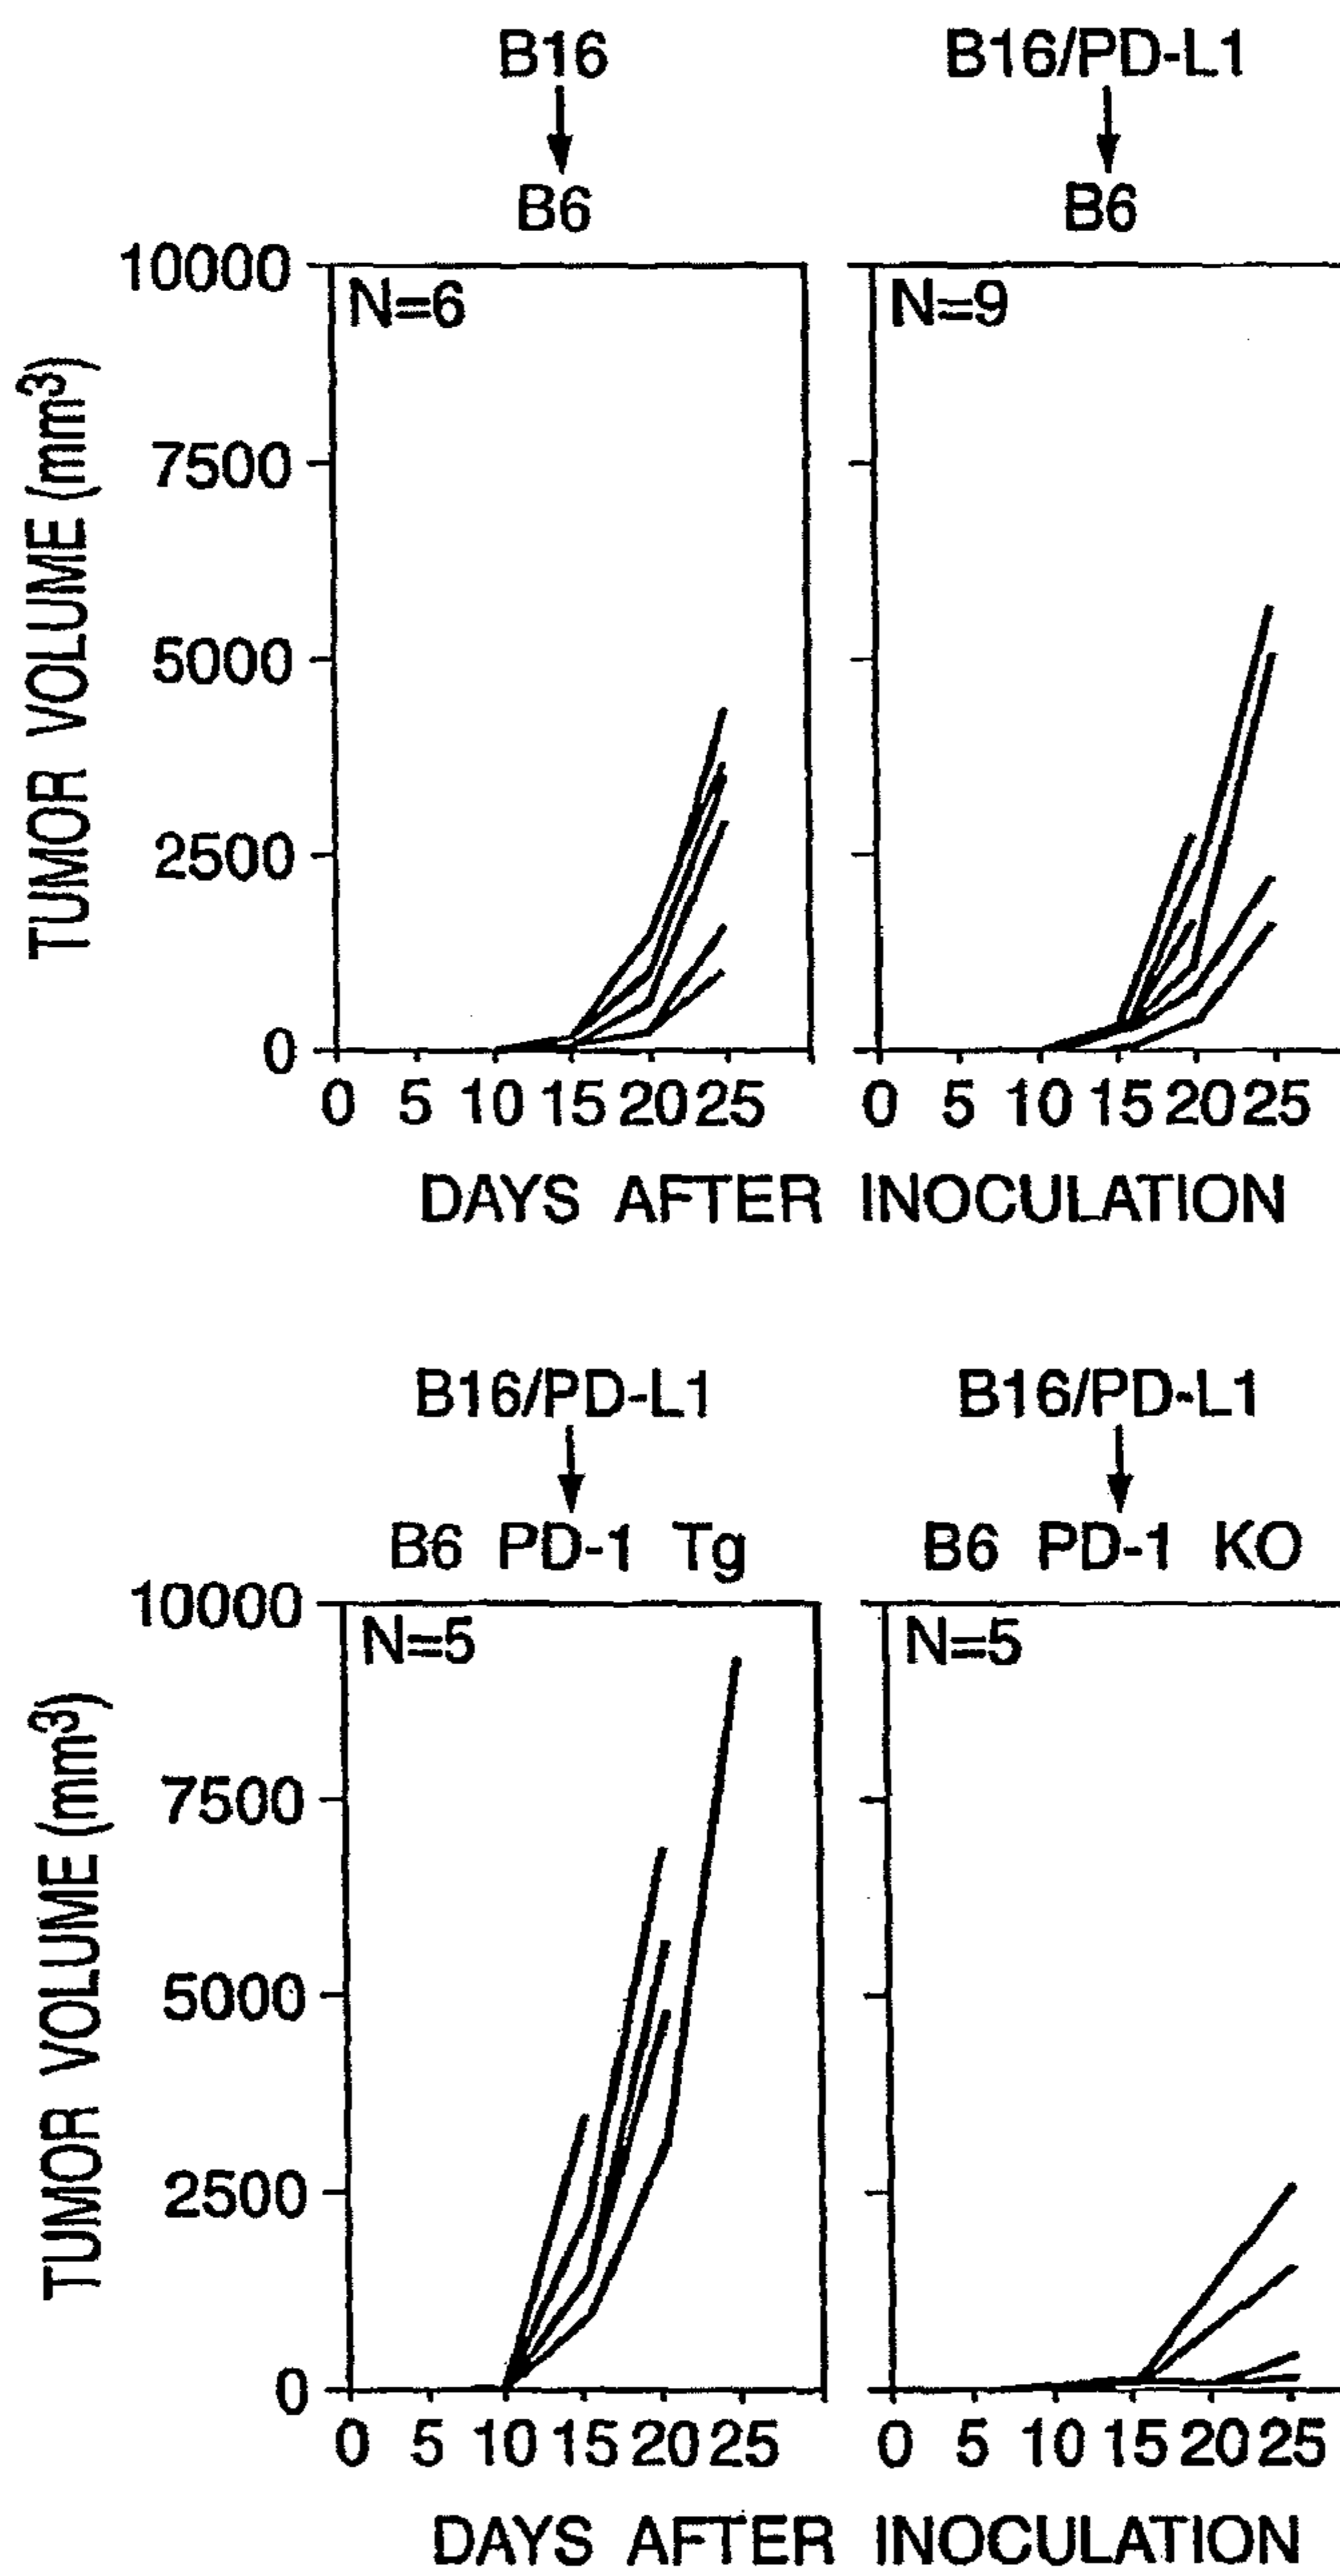 B16 B16/PD-L1
B6 B6
N=6 N=9
TUMOR VOLUME (mm³)
10000
7500
5000
2500
0
0 5 10 15 20 25 0 5 10 15 20 25
DAYS AFTER INOCULATION
B16/PD-L1 B16/PD-L1
B6 PD-1 Tg B6 PD-1 KO
N=5 N=5
TUMOR VOLUME (mm³)
10000
7500
5000
2500
0
0 5 10 15 20 25 0 5 10 15 20 25
DAYS AFTER INOCULATION